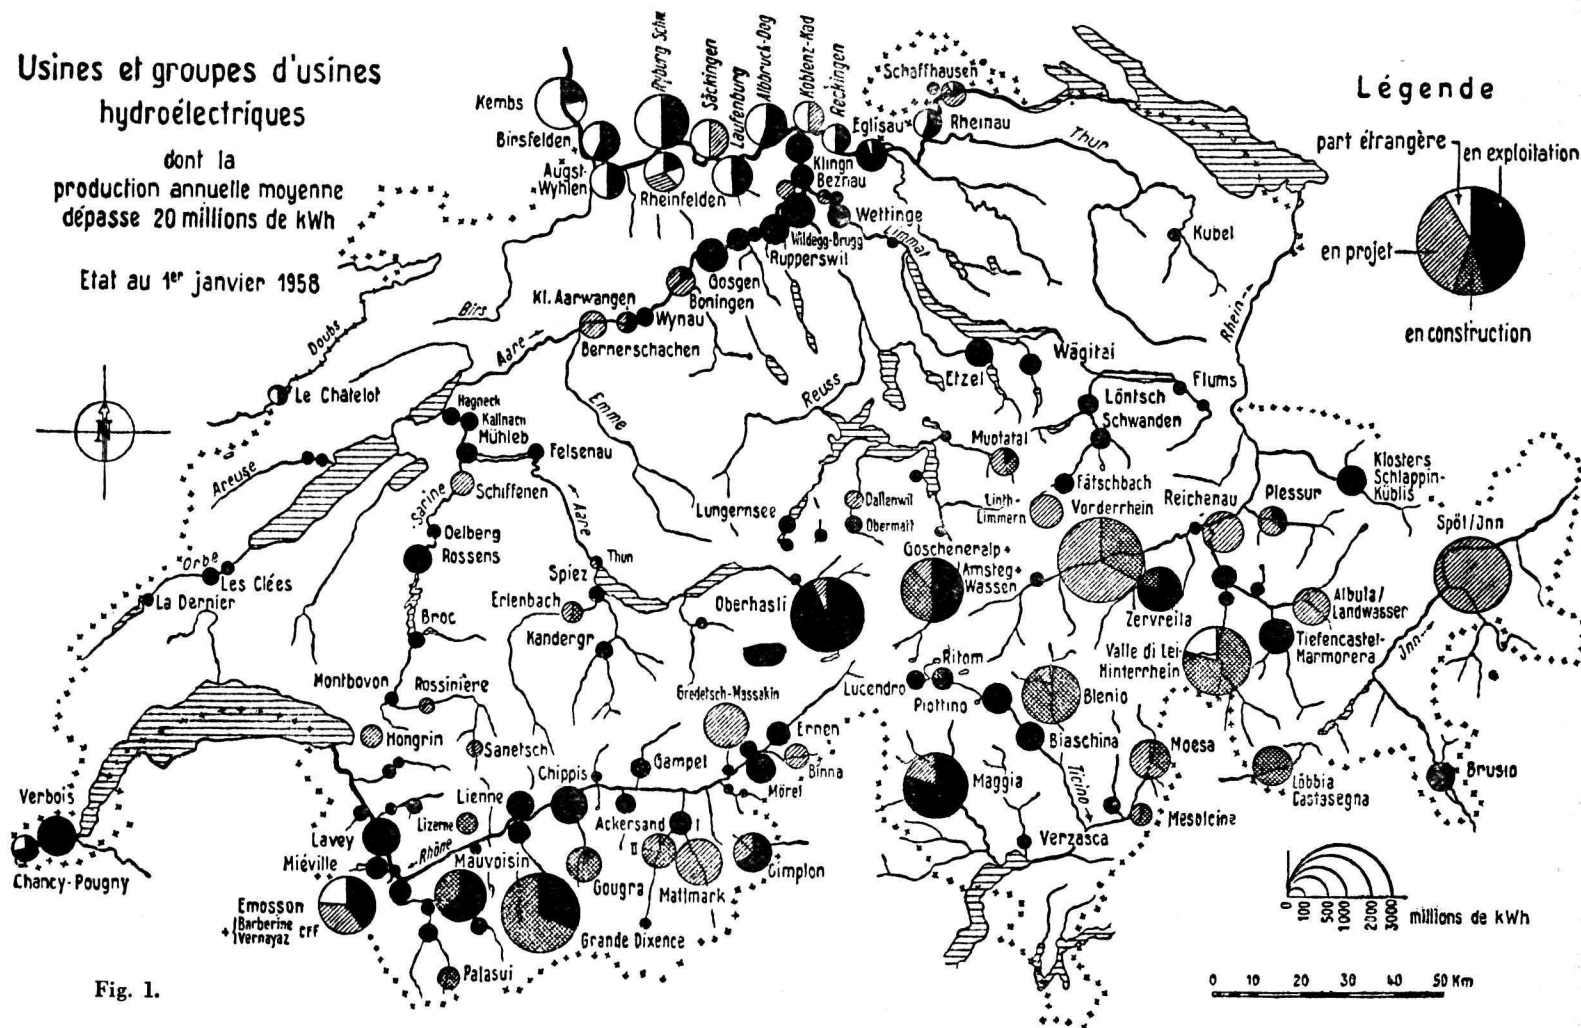 Usines et groupes d'usines
hydroélectriques
dont la
production annuelle moyenne
dépasse 20 millions de kWh
Etat au 1er janvier 1958
Légende
part étrangère
en exploitation
en projet
en construction
Kembs
Birsfelden
Augst-
Wyhlen
Ryburg Schw.
Rheinfelden
Säckingen
Laufenburg
Albbruck-Dog
Koblenz-Kad
Reckingen
Eglisau
Schaffhausen
Rheinau
Thur
Klingn
Beznau
Wettinge
Limmat
Wildegg-Brugg
Rupperswil
Gosgen
Boningen
Kl. Aarwangen
Wynau
Bernerschachen
Birs
Doubs
Aare
Le Chatelot
Emme
Reuss
Kubel
Rhein
Etzel
Wägitai
Flums
Löntsch
Schwanden
Hagneck
Kallnach
Mühleb
Felsenau
Areuse
Schiffenen
Sarine
Aare
Oelberg
Rossens
Orbe
Les Clées
La Dernier
Broc
Thun
Spiez
Erlenbach
Kandergr
Lungernsee
Dallenwil
Obermatt
Muotatal
Fätschbach
Linth-
Limmern
Vorderrhein
Reichenau
Plessur
Klosters
Schlappin-
Küblis
Spöl/Jnn
Oberhasli
Goscheneralp+
Amsteg+
Wassen
Zervreila
Albula/
Landwasser
Tiefencastel-
Marmorera
Valle di Lei-
Hinterrhein
Jnn
Montbovon
Rossinière
Hongrin
Sanetsch
Gredetsch-Massakin
Lucendro
Ritom
Piottino
Blenio
Biaschina
Ernen
Binna
Mörel
Gampel
Chippis
Lienne
Lizerne
Ackersand I
II
Maggia
Ticino
Moesa
Mesolcina
Löbbia
Castasegna
Brusio
Verzasca
Verbois
Chancy-Pougny
Lavey
Miéville
Rhône
Mauvoisin
Gougra
Mattmark
Gimplon
Emosson
+ Barberine
Vernayaz CFF
Grande Dixence
Palasui
100 500 1000 2000 3000 millions de kWh
0 10 20 30 40 50 Km
N
Fig. 1.